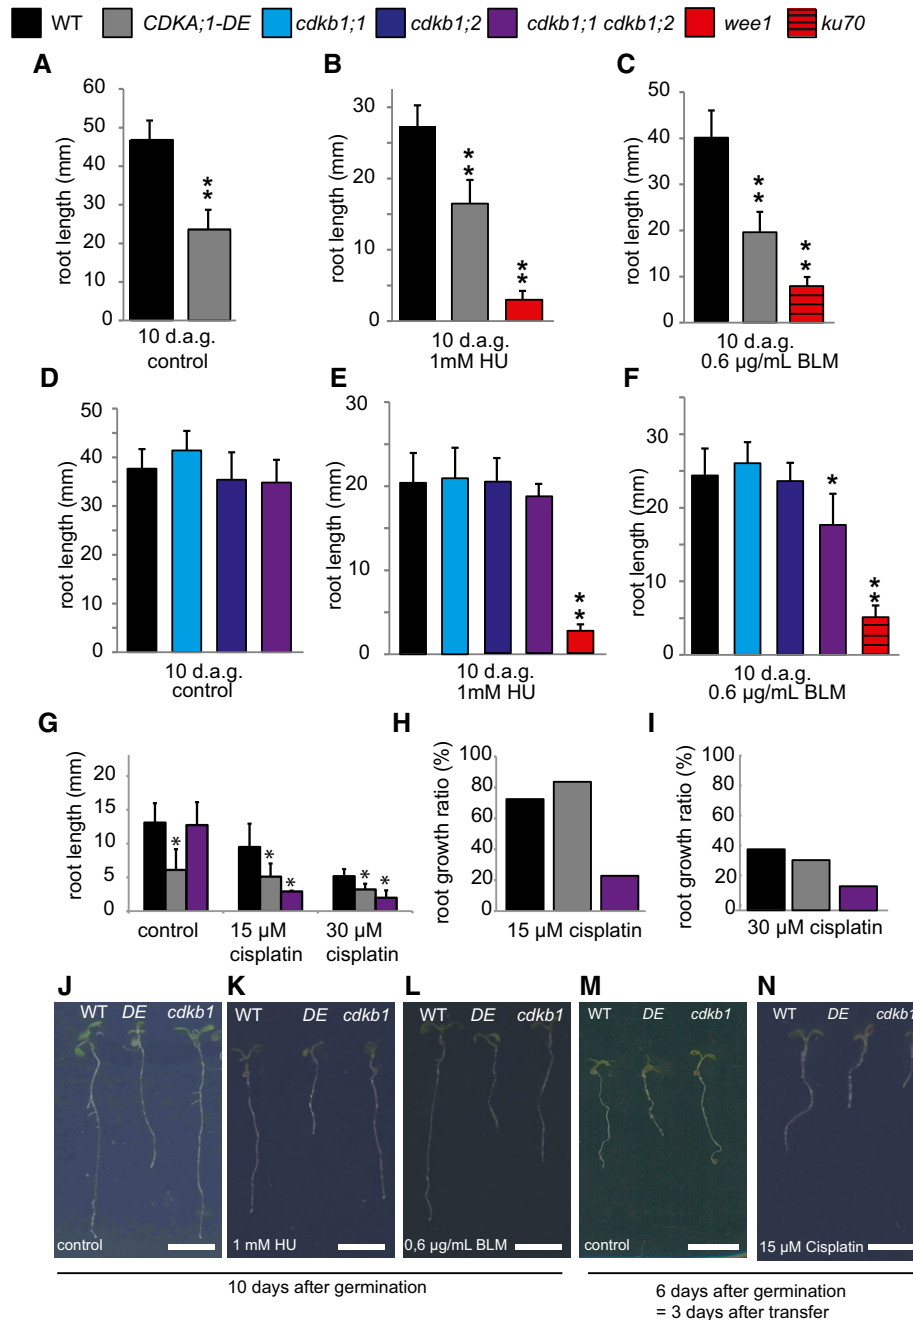 WT CDKA;1-DE cdkb1;1 cdkb1;2 cdkb1;1 cdkb1;2 wee1 ku70
A
root length (mm)
60
50
40
30
20
10
0
**
10 d.a.g.
control
B
root length (mm)
30
20
10
0
**
**
10 d.a.g.
1mM HU
C
root length (mm)
50
40
30
20
10
0
**
**
10 d.a.g.
0.6 µg/mL BLM
D
root length (mm)
50
40
30
20
10
0
10 d.a.g.
control
E
root length (mm)
30
20
10
0
**
10 d.a.g.
1mM HU
F
root length (mm)
30
20
10
0
*
**
10 d.a.g.
0.6 µg/mL BLM
G
root length (mm)
20
15
10
5
0
*
*
*
*
*
control
15 µM
cisplatin
30 µM
cisplatin
H
root growth ratio (%)
100
80
60
40
20
0
15 µM cisplatin
I
root growth ratio (%)
100
80
60
40
20
0
30 µM cisplatin
J
WT DE cdkb1
control
K
WT DE cdkb1
1 mM HU
L
WT DE cdkb1
0,6 µg/mL BLM
M
WT DE cdkb1
control
N
WT DE cdkb1
15 µM Cisplatin
10 days after germination
6 days after germination
= 3 days after transfer